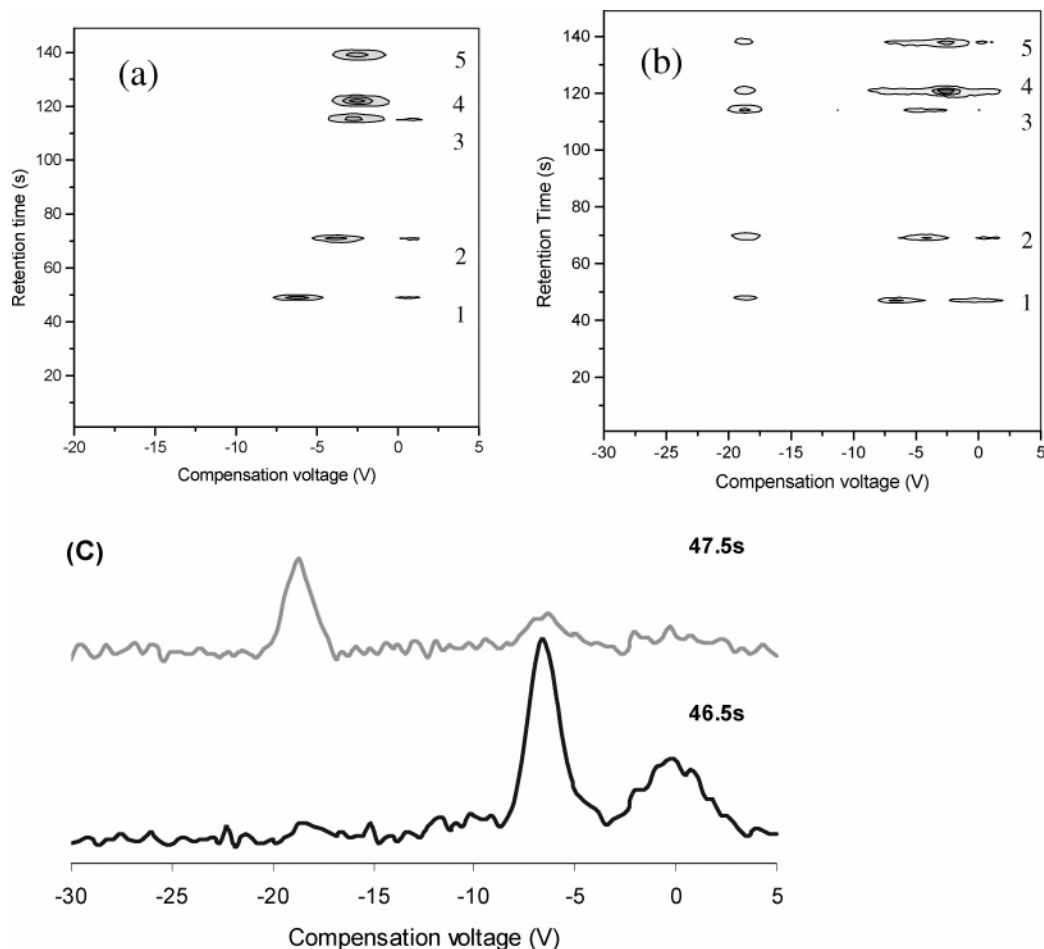 (a)
140
120
100
80
60
40
20
Retention time (s)
5
4
3
2
1
-20 -15 -10 -5 0 5
Compensation voltage (V)
(b)
140
120
100
80
60
40
20
Retention Time (s)
5
4
3
2
1
-30 -25 -20 -15 -10 -5 0 5
Compensation voltage (V)
(C)
47.5s
46.5s
-30 -25 -20 -15 -10 -5 0 5
Compensation voltage (V)